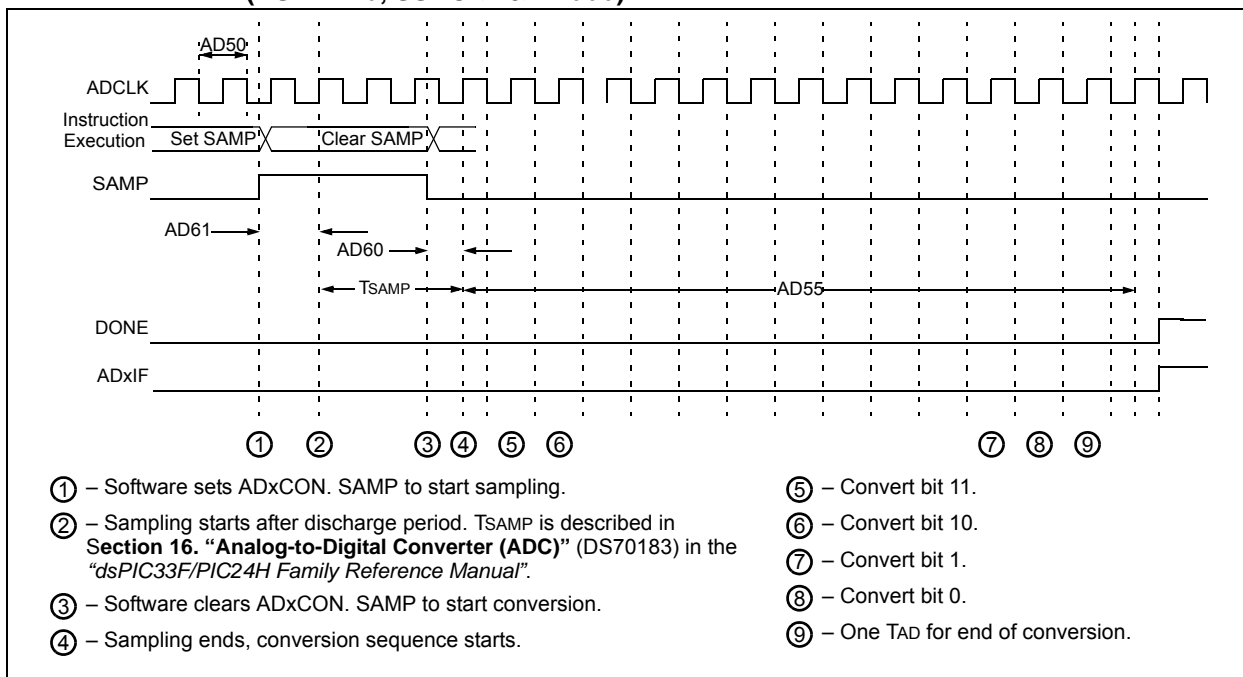 AD50
ADCLK
Instruction
Execution
Set SAMP
Clear SAMP
SAMP
AD61
AD60
TSAMP
AD55
DONE
ADxIF
1 2 3 4 5 6 7 8 9
1 – Software sets ADxCON. SAMP to start sampling.
2 – Sampling starts after discharge period. TSAMP is described in
Section 16. “Analog-to-Digital Converter (ADC)” (DS70183) in the
“dsPIC33F/PIC24H Family Reference Manual”.
3 – Software clears ADxCON. SAMP to start conversion.
4 – Sampling ends, conversion sequence starts.
5 – Convert bit 11.
6 – Convert bit 10.
7 – Convert bit 1.
8 – Convert bit 0.
9 – One TAD for end of conversion.